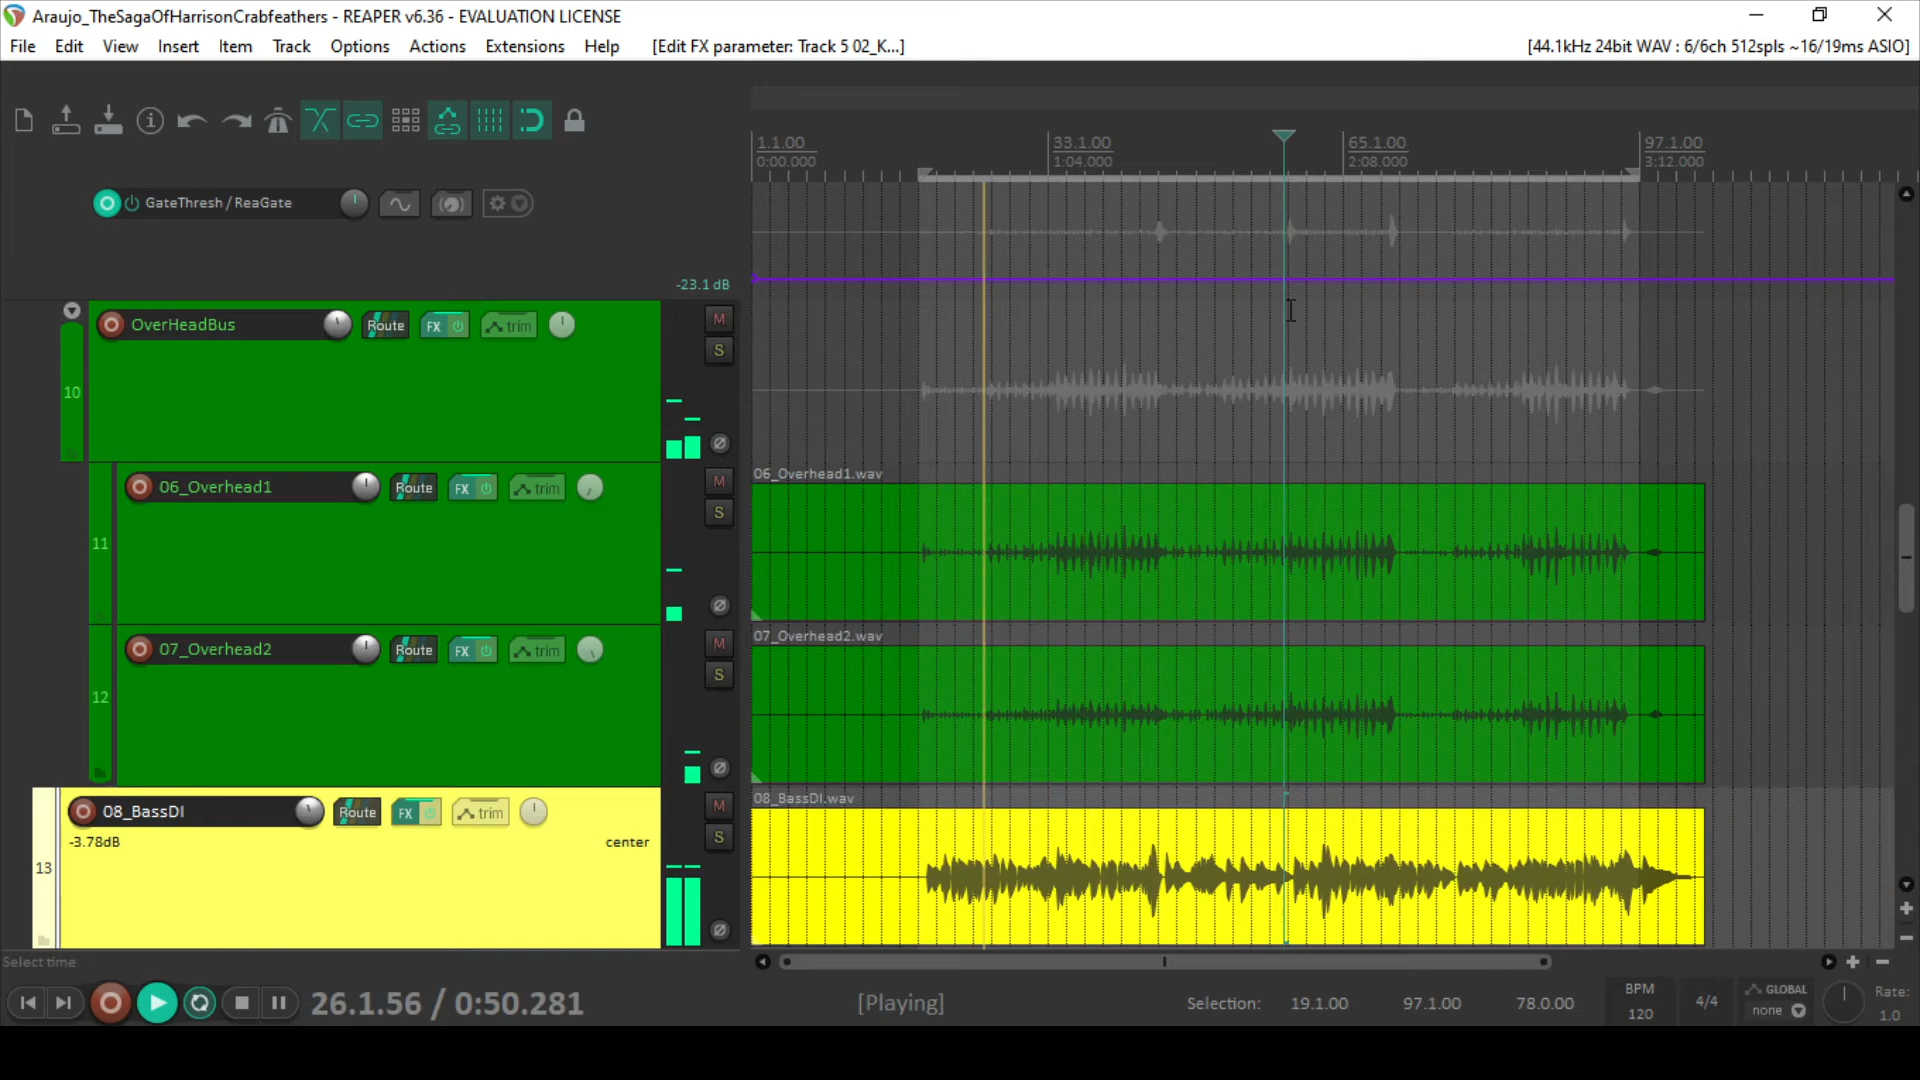 Araujo_TheSagaOfHarrisonCrabfeathers - REAPER v6.36 - EVALUATION LICENSE
File Edit View Insert Item Track Options Actions Extensions Help [Edit FX parameter: Track 5 02_K...] [44.1kHz 24bit WAV : 6/6ch 512spls ~16/19ms ASIO]
1.1.00 33.1.00 65.1.00 97.1.00
0:00.000 1:04.000 2:08.000 3:12.000
GateThresh / ReaGate
-23.1 dB
OverHeadBus Route FX trim M
S
10
06_Overhead1.wav
06_Overhead1 Route FX trim M
S
11
07_Overhead2.wav
07_Overhead2 Route FX trim M
S
12
08_BassDI.wav
08_BassDI Route FX trim M
-3.78dB center S
13
Select time
26.1.56 / 0:50.281 [Playing] Selection: 19.1.00 97.1.00 78.0.00 BPM 120 4/4 GLOBAL none Rate: 1.0